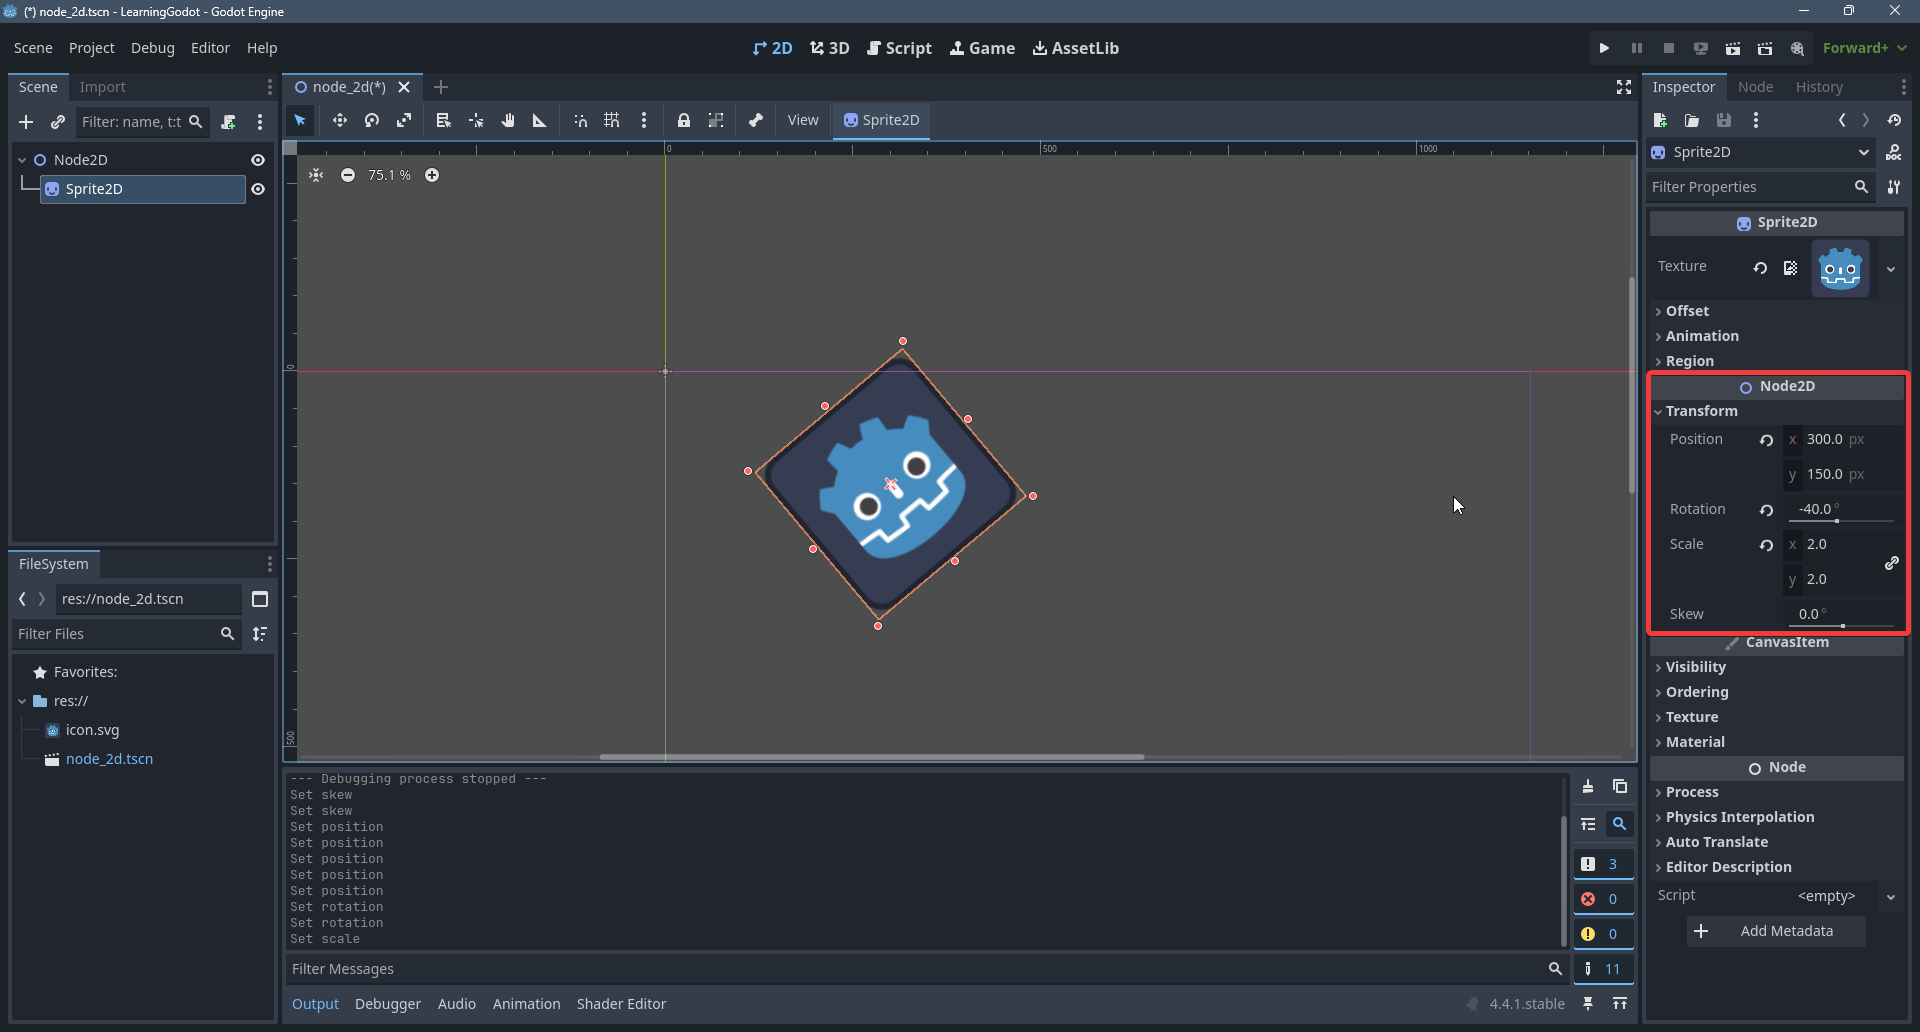 (*) node_2d.tscn - LearningGodot - Godot Engine
Scene Project Debug Editor Help
2D 3D Script Game AssetLib
Forward+
Scene Import
node_2d(*)
Inspector Node History
Filter: name, t:t
View Sprite2D
Node2D
Sprite2D
0 500 1000
75.1 %
0
500
Sprite2D
Filter Properties
Sprite2D
Texture
Offset
Animation
Region
Node2D
Transform
Position x 300.0 px
y 150.0 px
Rotation -40.0 °
Scale x 2.0
y 2.0
Skew 0.0 °
CanvasItem
Visibility
Ordering
Texture
Material
Node
Process
Physics Interpolation
Auto Translate
Editor Description
Script <empty>
Add Metadata
FileSystem
res://node_2d.tscn
Filter Files
Favorites:
res://
icon.svg
node_2d.tscn
--- Debugging process stopped ---
Set skew
Set skew
Set position
Set position
Set position
Set position
Set position
Set rotation
Set rotation
Set scale
3
0
0
11
Filter Messages
Output Debugger Audio Animation Shader Editor
4.4.1.stable